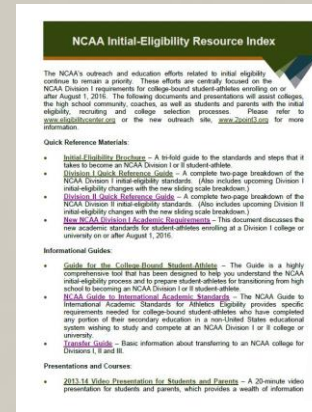 NCAA Initial-Eligibility Resource Index
The NCAA's outreach and education efforts related to initial eligibility
continue to remain a priority. These efforts are centrally focused on the
NCAA Division I requirements for college-bound student-athletes enrolling on or
after August 1, 2016. The following documents and presentations will assist colleges,
the high school community, coaches, as well as students and parents with the initial
eligibility, recruiting and college selection processes. Please refer to
www.eligibilitycenter.org or the new outreach site, www.2point3.org for more
information.
Quick Reference Materials:
• Initial-Eligibility Brochure – A tri-fold guide to the standards and steps that it
takes to become an NCAA Division I or II student-athlete.
• Division I Quick Reference Guide – A complete two-page breakdown of the
NCAA Division I initial-eligibility standards. (Also includes upcoming Division I
initial-eligibility changes with the new sliding scale breakdown.)
• Division II Quick Reference Guide – A complete two-page breakdown of the
NCAA Division II initial-eligibility standards. (Also includes upcoming Division II
initial-eligibility changes with the new sliding scale breakdown.)
• New NCAA Division I Academic Requirements – This document discusses the
new academic standards for student-athletes enrolling at a Division I college or
university on or after August 1, 2016.
Informational Guides:
• Guide for the College-Bound Student-Athlete – The Guide is a highly
comprehensive tool that has been designed to help you understand the NCAA
initial-eligibility process and to prepare student-athletes for transitioning from high
school to becoming an NCAA Division I or II student-athlete.
• NCAA Guide to International Academic Standards – The NCAA Guide to
International Academic Standards for Athletics Eligibility provides specific
requirements needed for college-bound student-athletes who have completed
any portion of their secondary education in a non-United States educational
system wishing to study and compete at an NCAA Division I or II college or
university.
• Transfer Guide – Basic information about transferring to an NCAA college for
Divisions I, II and III.
Presentations and Courses:
• 2013-14 Video Presentation for Students and Parents – A 20-minute video
presentation for students and parents, which provides a wealth of information